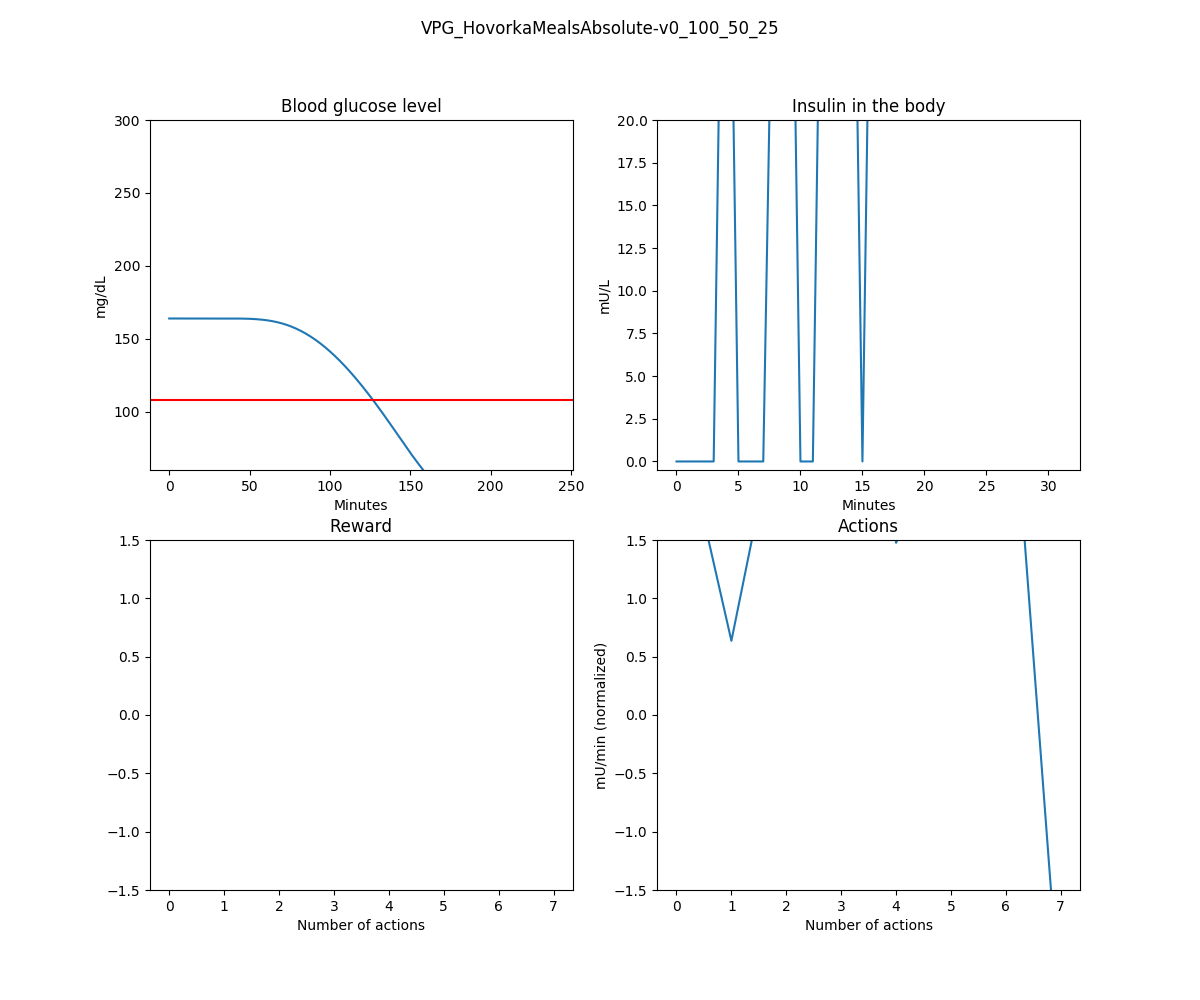 VPG_HovorkaMealsAbsolute-v0_100_50_25
Blood glucose level
300
250
200
150
100
mg/dL
0 50 100 150 200 250
Minutes
Insulin in the body
20.0
17.5
15.0
12.5
10.0
7.5
5.0
2.5
0.0
mU/L
0 5 10 15 20 25 30
Minutes
Reward
1.5
1.0
0.5
0.0
−0.5
−1.0
−1.5
0 1 2 3 4 5 6 7
Number of actions
Actions
1.5
1.0
0.5
0.0
−0.5
−1.0
−1.5
mU/min (normalized)
0 1 2 3 4 5 6 7
Number of actions